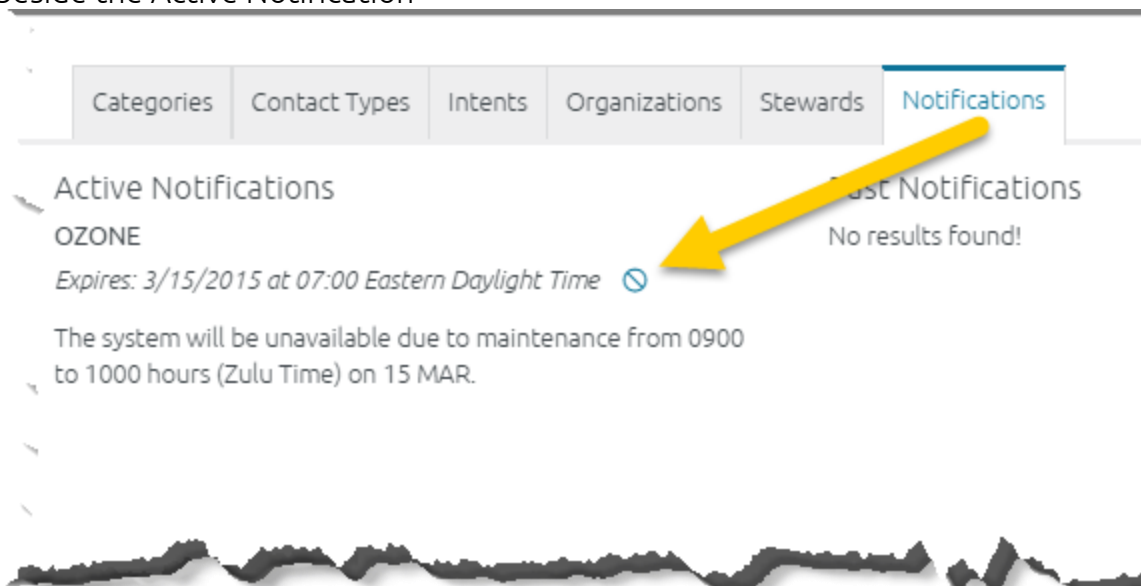 beside the Active Notification
Categories Contact Types Intents Organizations Stewards Notifications
Active Notifications
OZONE
Expires: 3/15/2015 at 07:00 Eastern Daylight Time
The system will be unavailable due to maintenance from 0900
to 1000 hours (Zulu Time) on 15 MAR.
Notifications
No results found!